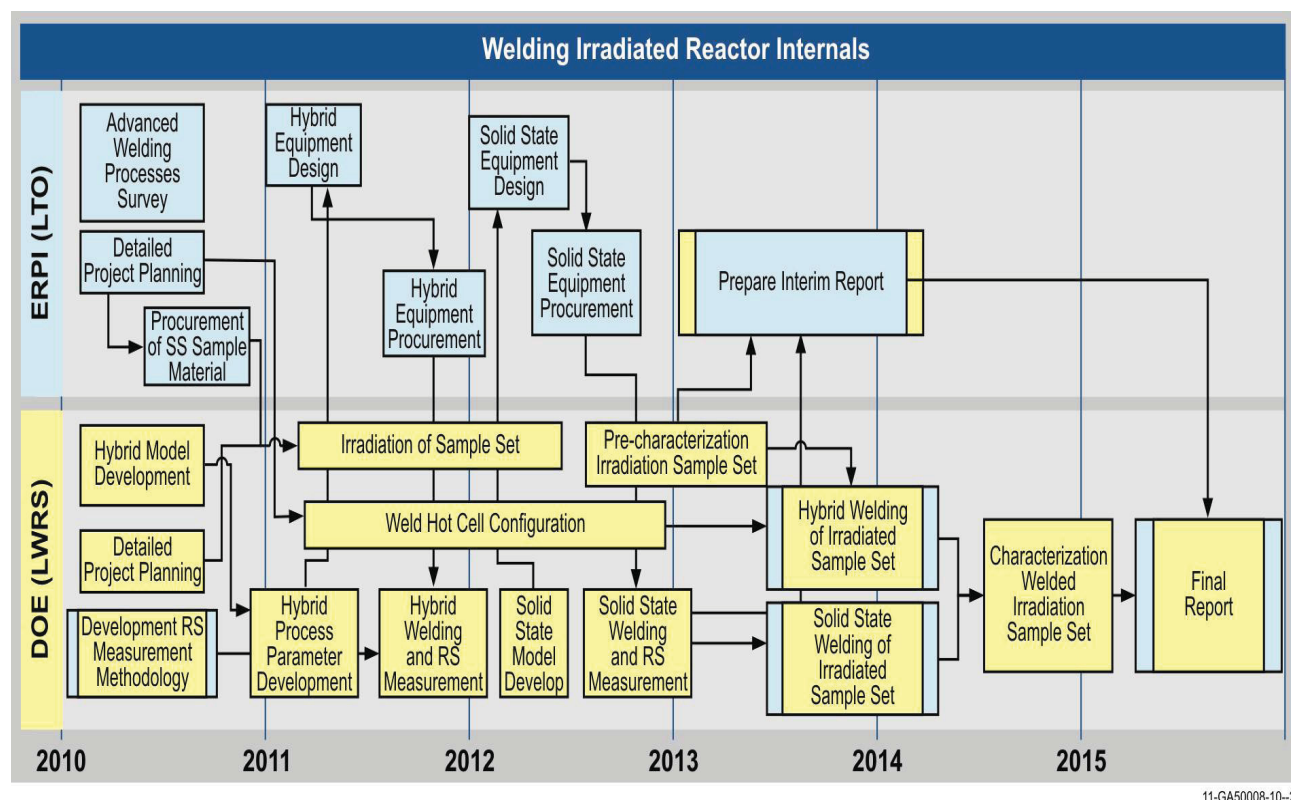 Welding Irradiated Reactor Internals
ERPI (LTO)
Advanced
Welding
Processes
Survey
Hybrid
Equipment
Design
Solid State
Equipment
Design
Detailed
Project Planning
Solid State
Equipment
Procurement
Prepare Interim Report
Hybrid
Equipment
Procurement
Procurement
of SS Sample
Material
DOE (LWRS)
Hybrid Model
Development
Irradiation of Sample Set
Pre-characterization
Irradiation Sample Set
Weld Hot Cell Configuration
Hybrid Welding
of Irradiated
Sample Set
Detailed
Project Planning
Characterization
Welded
Irradiation
Sample Set
Final
Report
Development RS
Measurement
Methodology
Hybrid
Process
Parameter
Development
Hybrid
Welding
and RS
Measurement
Solid
State
Model
Develop
Solid State
Welding
and RS
Measurement
Solid State
Welding of
Irradiated
Sample Set
2010 2011 2012 2013 2014 2015